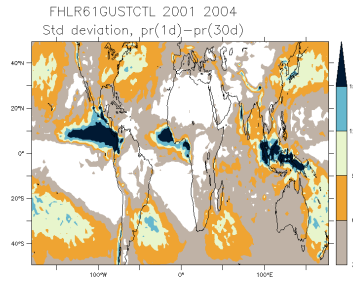 FHLR61GUSTCTL 2001 2004
Std deviation, pr(1d)-pr(30d)
40°N
20°N
0°
20°S
40°S
100°W
0°
100°E